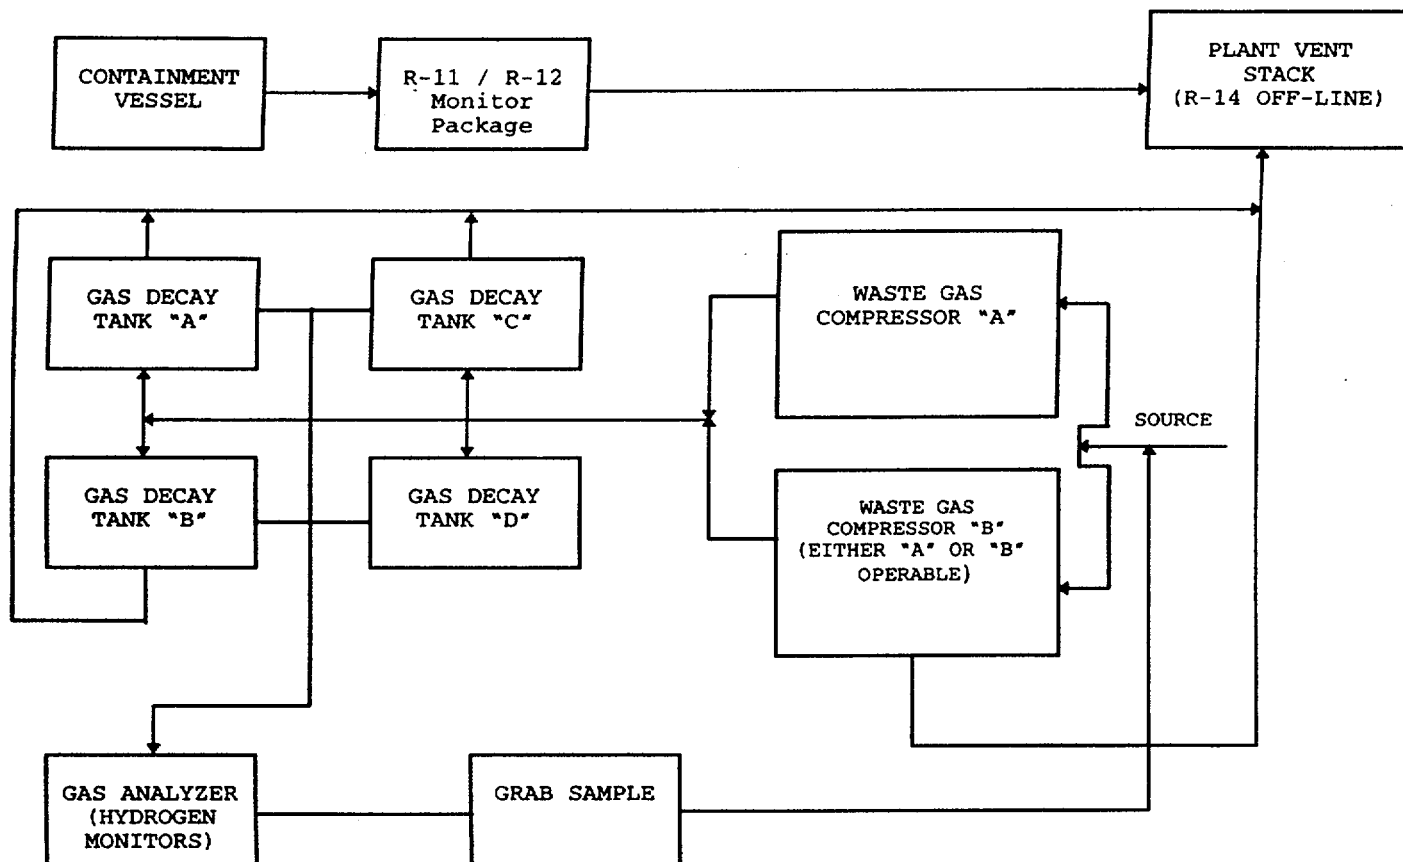 CONTAINMENT
VESSEL
R-11 / R-12
Monitor
Package
PLANT VENT
STACK
(R-14 OFF-LINE)
GAS DECAY
TANK "A"
GAS DECAY
TANK "C"
WASTE GAS
COMPRESSOR "A"
SOURCE
GAS DECAY
TANK "B"
GAS DECAY
TANK "D"
WASTE GAS
COMPRESSOR "B"
(EITHER "A" OR "B"
OPERABLE)
GAS ANALYZER
(HYDROGEN
MONITORS)
GRAB SAMPLE